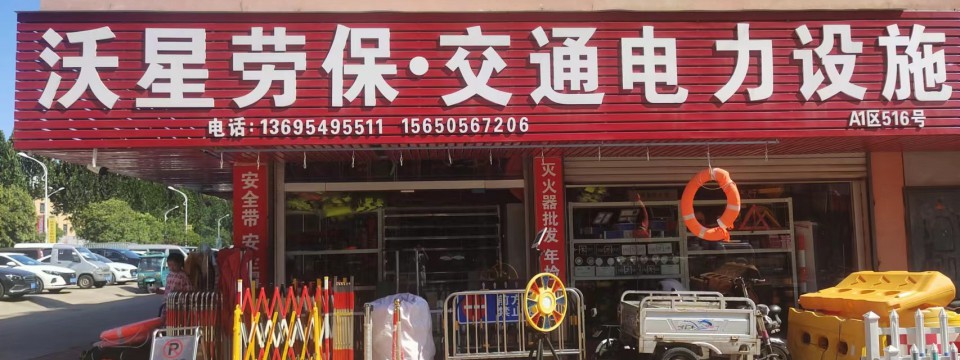 沃星劳保·交通电力设施
电话: 13695495511 15650567206
A1区516号
安全带 安
灭火器批发 年检
P